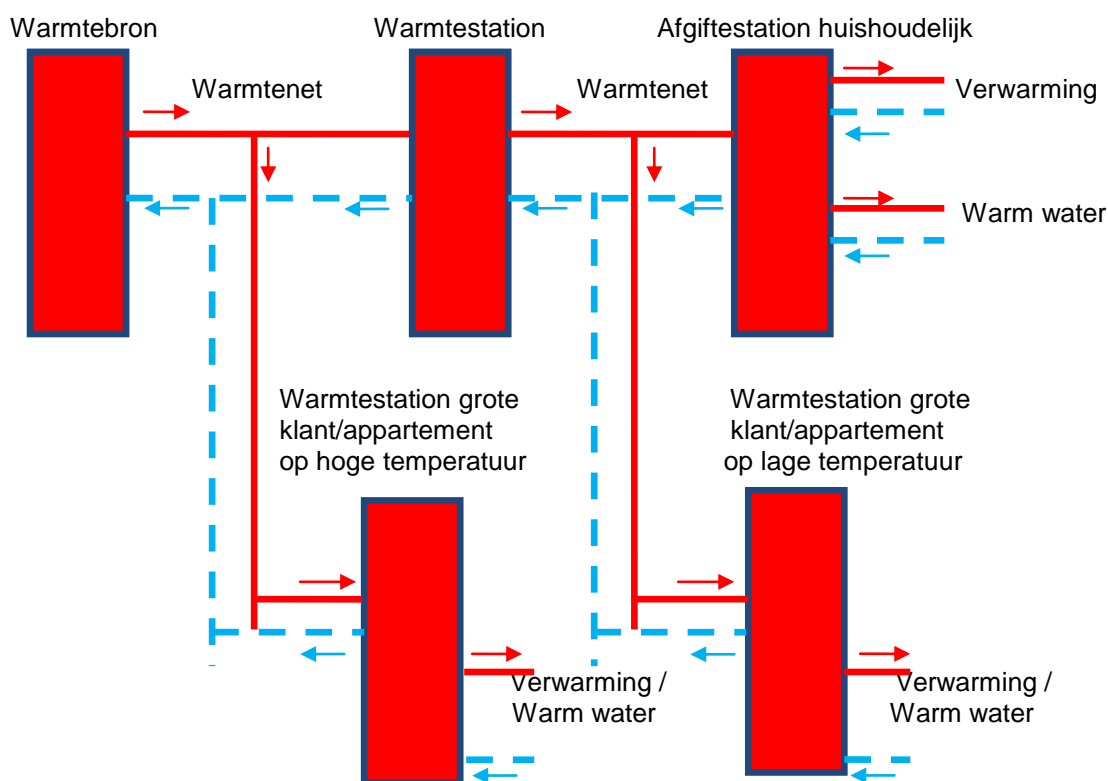 Warmtebron
Warmtestation
Afgiftestation huishoudelijk
Warmtenet
Warmtenet
Verwarming
Warm water
Warmtestation grote
klant/appartement
op hoge temperatuur
Warmtestation grote
klant/appartement
op lage temperatuur
Verwarming /
Warm water
Verwarming /
Warm water